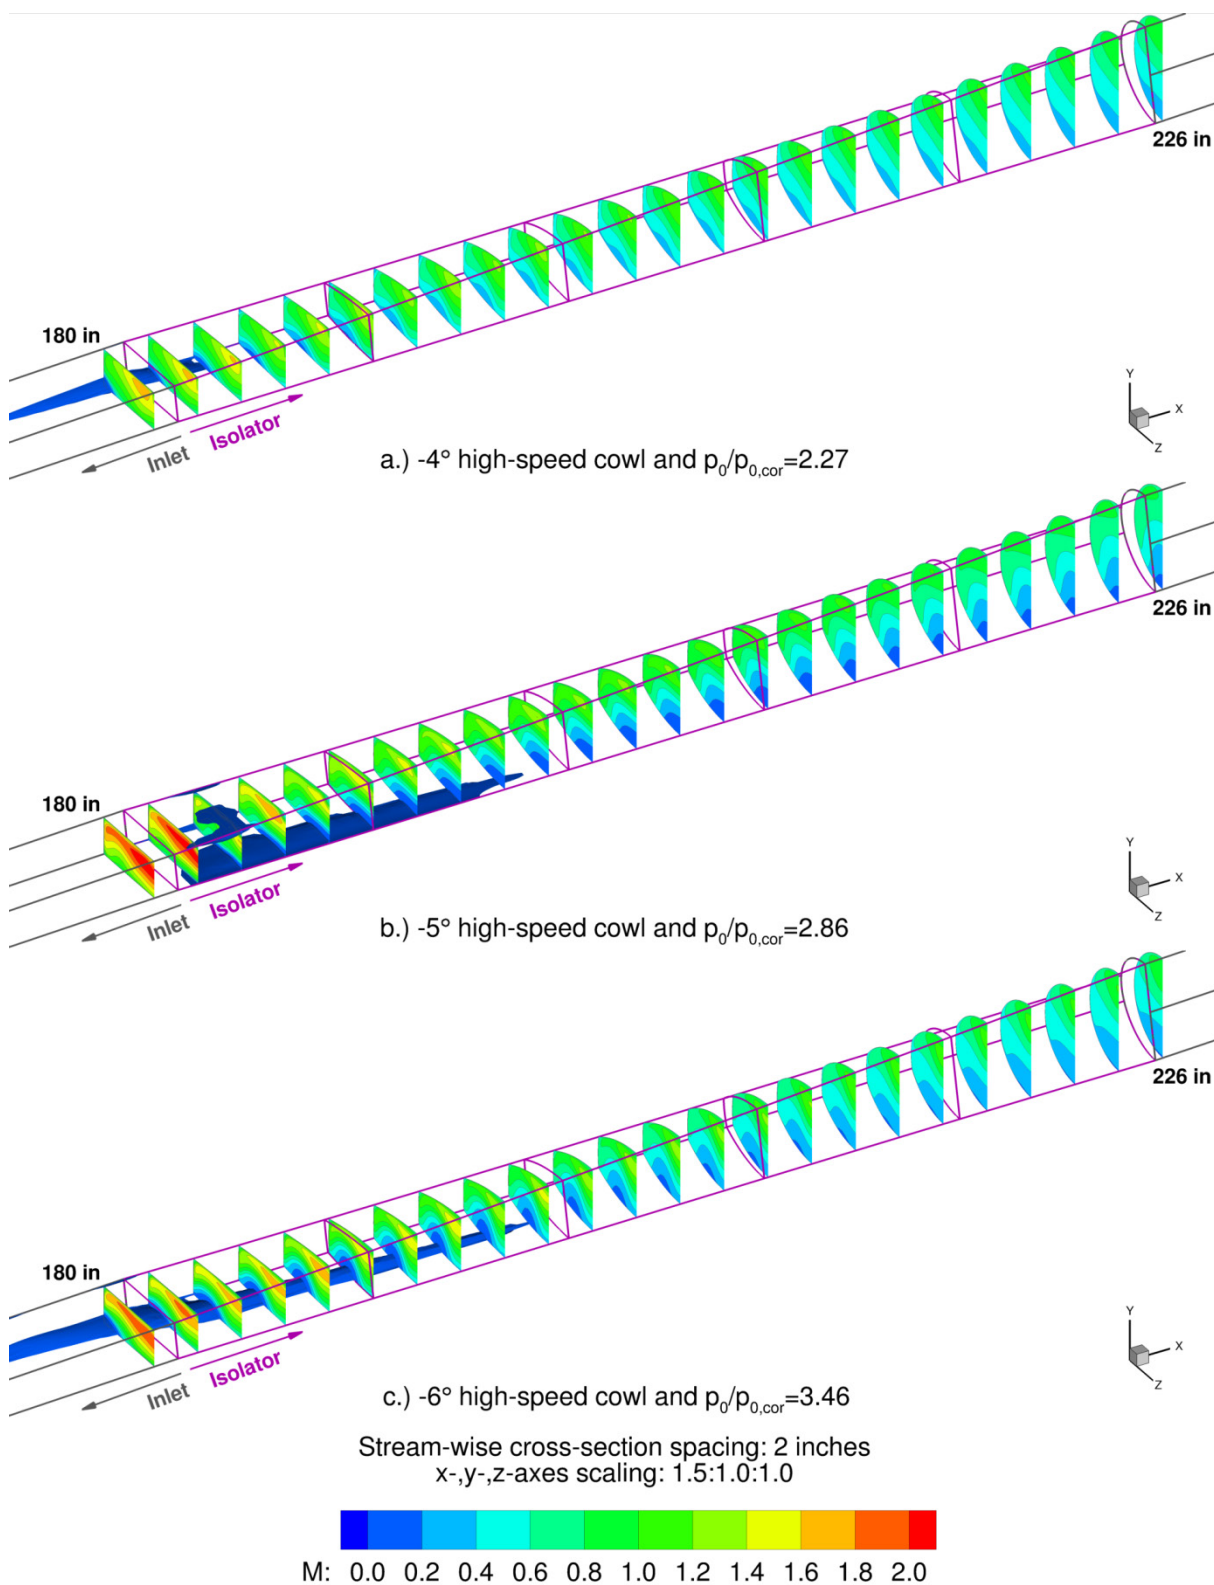 180 in
226 in
Inlet
Isolator
Y
X
Z
a.) -4° high-speed cowl and p0/p0,cor=2.27
180 in
226 in
Inlet
Isolator
Y
X
Z
b.) -5° high-speed cowl and p0/p0,cor=2.86
180 in
226 in
Inlet
Isolator
Y
X
Z
c.) -6° high-speed cowl and p0/p0,cor=3.46
Stream-wise cross-section spacing: 2 inches
x-,y-,z-axes scaling: 1.5:1.0:1.0
M: 0.0 0.2 0.4 0.6 0.8 1.0 1.2 1.4 1.6 1.8 2.0